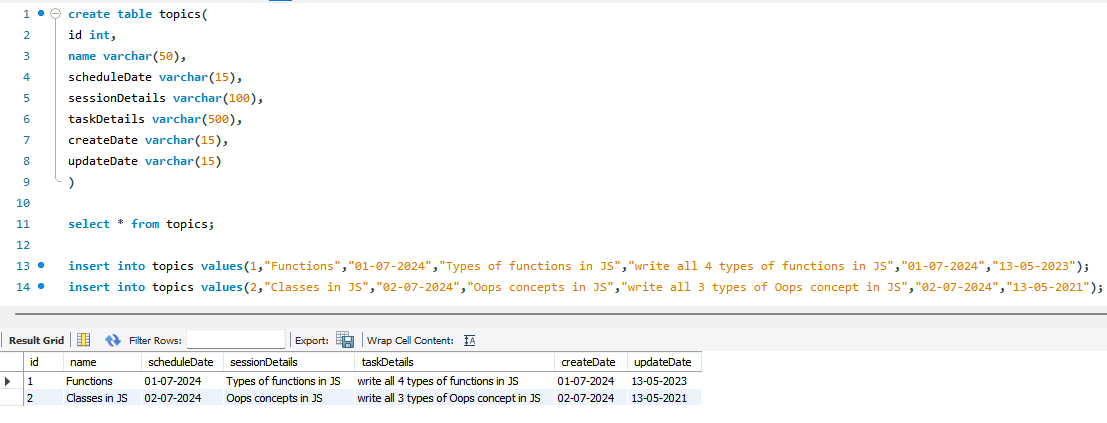 1 create table topics(
2 id int,
3 name varchar(50),
4 scheduleDate varchar(15),
5 sessionDetails varchar(100),
6 taskDetails varchar(500),
7 createDate varchar(15),
8 updateDate varchar(15)
9 )
10
11 select * from topics;
12
13 insert into topics values(1,"Functions","01-07-2024","Types of functions in JS","write all 4 types of functions in JS","01-07-2024","13-05-2023");
14 insert into topics values(2,"Classes in JS","02-07-2024","Oops concepts in JS","write all 3 types of Oops concept in JS","02-07-2024","13-05-2021");
Result Grid Filter Rows: Export: Wrap Cell Content:
id name scheduleDate sessionDetails taskDetails createDate updateDate
1 Functions 01-07-2024 Types of functions in JS write all 4 types of functions in JS 01-07-2024 13-05-2023
2 Classes in JS 02-07-2024 Oops concepts in JS write all 3 types of Oops concept in JS 02-07-2024 13-05-2021